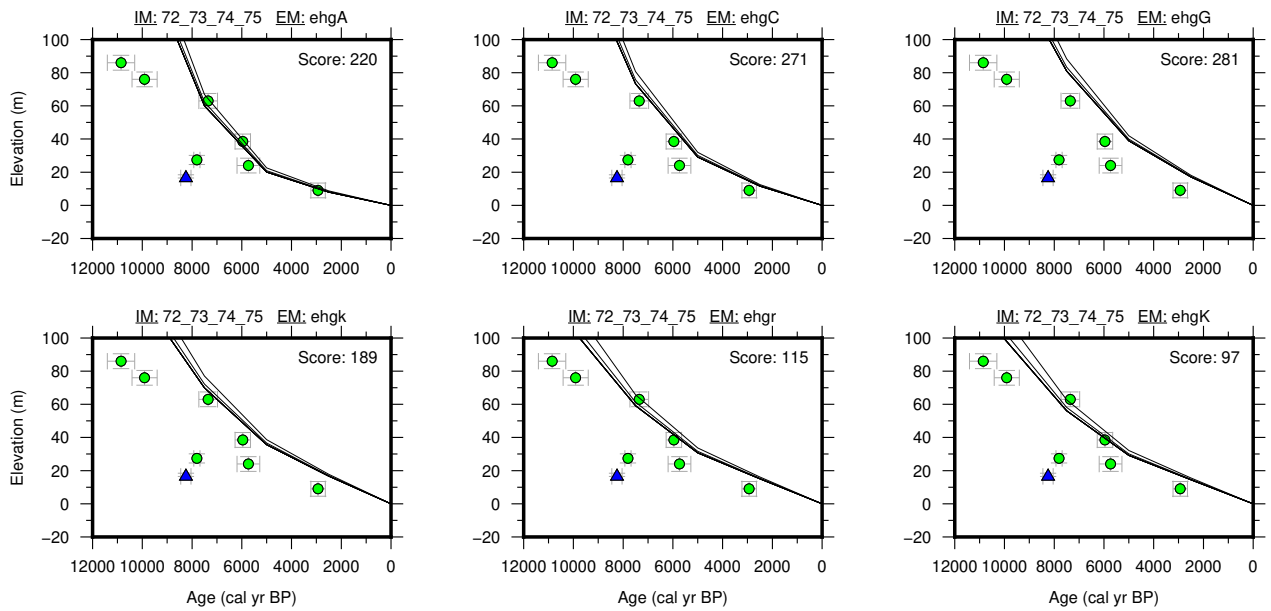 IM: 72_73_74_75 EM: ehgA
IM: 72_73_74_75 EM: ehgC
IM: 72_73_74_75 EM: ehgG
Score: 220
Score: 271
Score: 281
Elevation (m)
100
80
60
40
20
0
−20
12000 10000 8000 6000 4000 2000 0
12000 10000 8000 6000 4000 2000 0
12000 10000 8000 6000 4000 2000 0
100
80
60
40
20
0
−20
100
80
60
40
20
0
−20
IM: 72_73_74_75 EM: ehgk
IM: 72_73_74_75 EM: ehgr
IM: 72_73_74_75 EM: ehgK
Score: 189
Score: 115
Score: 97
Elevation (m)
100
80
60
40
20
0
−20
12000 10000 8000 6000 4000 2000 0
Age (cal yr BP)
100
80
60
40
20
0
−20
12000 10000 8000 6000 4000 2000 0
Age (cal yr BP)
100
80
60
40
20
0
−20
12000 10000 8000 6000 4000 2000 0
Age (cal yr BP)